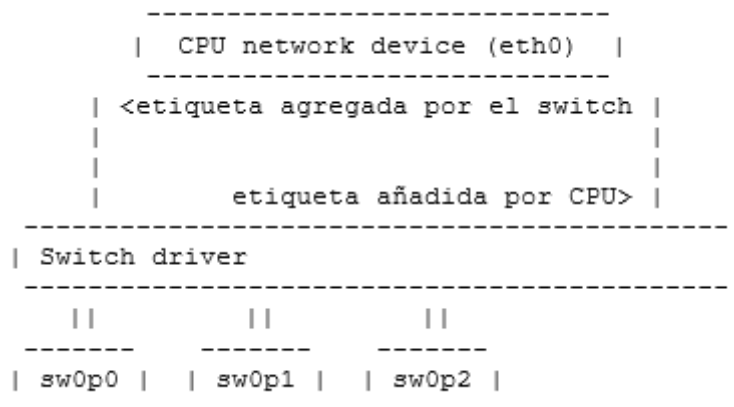 -----------------------------
| CPU network device (eth0) |
-----------------------------
| <etiqueta agregada por el switch |
| |
| |
| etiqueta añadida por CPU> |
--------------------------------------------
| Switch driver
--------------------------------------------
|| || ||
------- ------- -------
| sw0p0 | | sw0p1 | | sw0p2 |